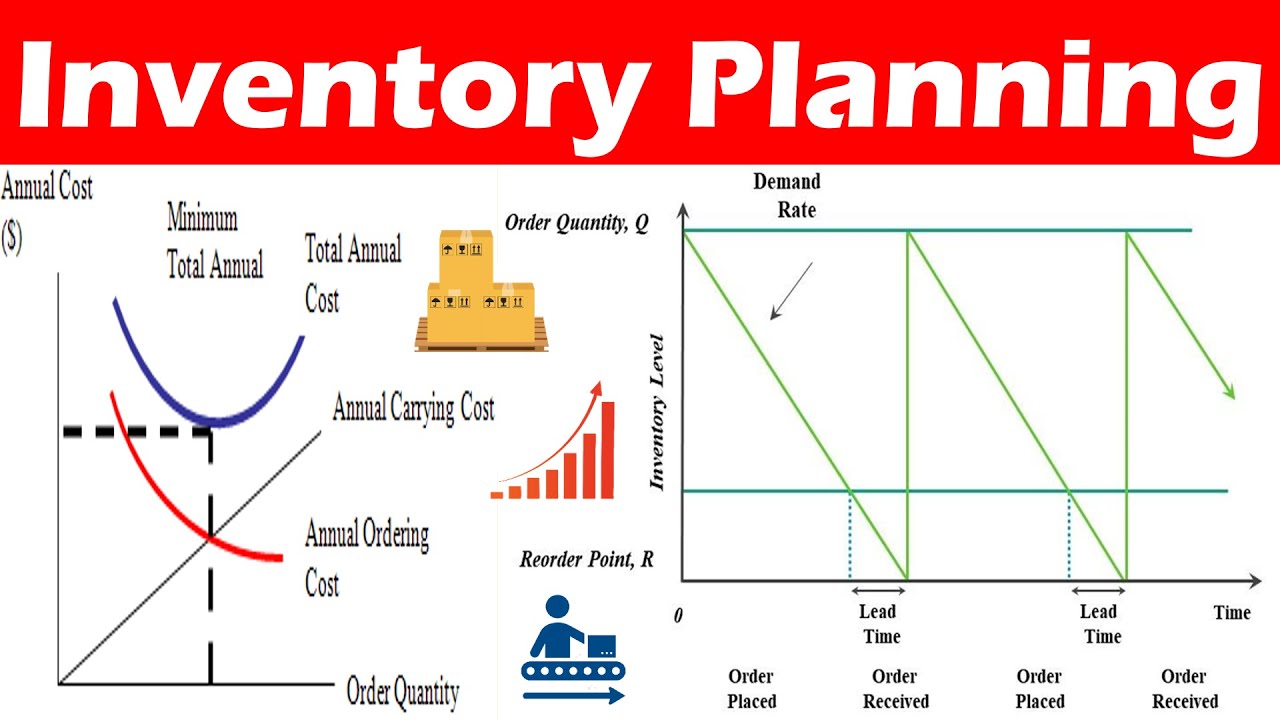 Inventory Planning
Annual Cost
($)
Minimum
Total Annual
Total Annual
Cost
Annual Carrying Cost
Annual Ordering
Cost
Order Quantity
Order Quantity, Q
Reorder Point, R
Demand
Rate
Inventory Level
0
Lead
Time
Lead
Time
Time
Order
Placed
Order
Received
Order
Placed
Order
Received